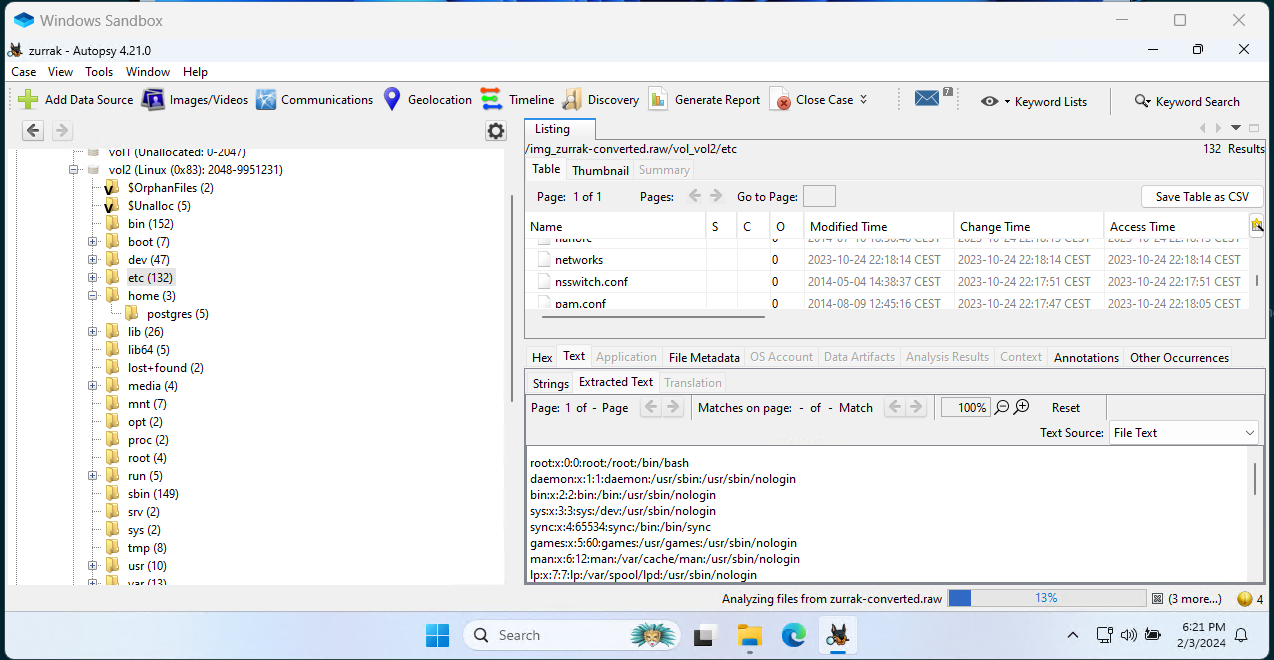 Windows Sandbox
zurrak - Autopsy 4.21.0
Case View Tools Window Help
Add Data Source Images/Videos Communications Geolocation Timeline Discovery Generate Report Close Case 7 Keyword Lists Keyword Search
Listing
/img_zurrak-converted.raw/vol_vol2/etc 132 Results
Table Thumbnail Summary
Page: 1 of 1 Pages: Go to Page: Save Table as CSV
Name S C O Modified Time Change Time Access Time
networks 0 2023-10-24 22:18:14 CEST 2023-10-24 22:18:14 CEST 2023-10-24 22:18:14 CEST
nsswitch.conf 0 2014-05-04 14:38:37 CEST 2023-10-24 22:17:51 CEST 2023-10-24 22:17:51 CEST
pam.conf 0 2014-08-09 12:45:16 CEST 2023-10-24 22:17:47 CEST 2023-10-24 22:18:05 CEST
vol1 (Unallocated: 0-2047)
vol2 (Linux (0x83): 2048-9951231)
$OrphanFiles (2)
$Unalloc (5)
bin (152)
boot (7)
dev (47)
etc (132)
home (3)
postgres (5)
lib (26)
lib64 (5)
lost+found (2)
media (4)
mnt (7)
opt (2)
proc (2)
root (4)
run (5)
sbin (149)
srv (2)
sys (2)
tmp (8)
usr (10)
var (13)
Hex Text Application File Metadata OS Account Data Artifacts Analysis Results Context Annotations Other Occurrences
Strings Extracted Text Translation
Page: 1 of - Page Matches on page: - of - Match 100% Reset
Text Source: File Text
root:x:0:0:root:/root:/bin/bash
daemon:x:1:1:daemon:/usr/sbin:/usr/sbin/nologin
bin:x:2:2:bin:/bin:/usr/sbin/nologin
sys:x:3:3:sys:/dev:/usr/sbin/nologin
sync:x:4:65534:sync:/bin:/bin/sync
games:x:5:60:games:/usr/games:/usr/sbin/nologin
man:x:6:12:man:/var/cache/man:/usr/sbin/nologin
lp:x:7:7:lp:/var/spool/lpd:/usr/sbin/nologin
Analyzing files from zurrak-converted.raw 13% (3 more...) 4
Search
6:21 PM
2/3/2024